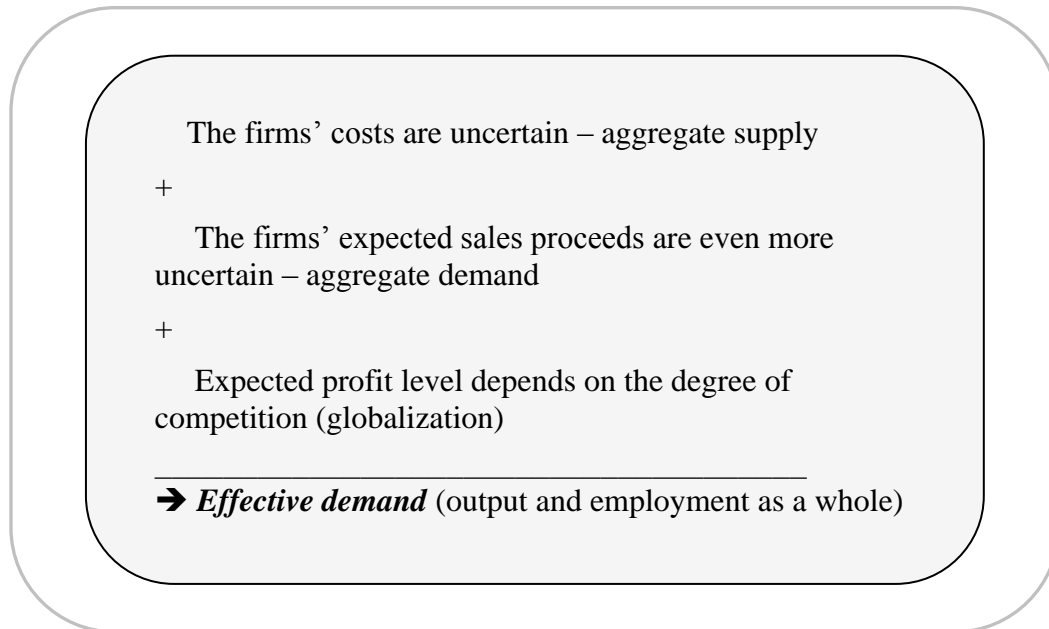 The firms’ costs are uncertain – aggregate supply
+
The firms’ expected sales proceeds are even more
uncertain – aggregate demand
+
Expected profit level depends on the degree of
competition (globalization)
➔ Effective demand (output and employment as a whole)